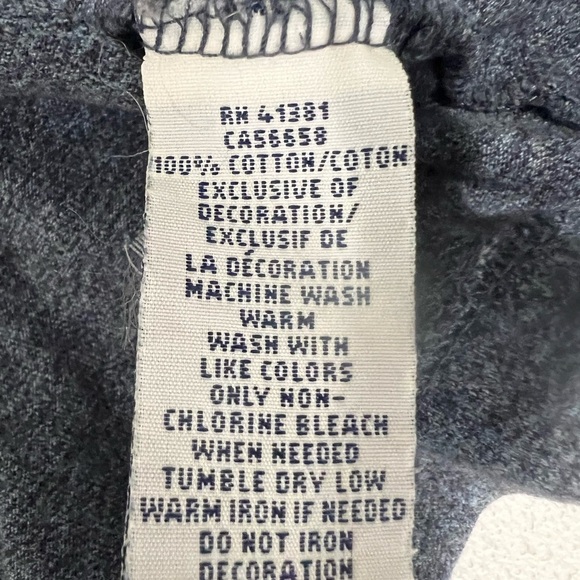 RN 41381
CA56658
100% COTTON/COTON
EXCLUSIVE OF
DECORATION/
EXCLUSIF DE
LA DÉCORATION
MACHINE WASH
WARM
WASH WITH
LIKE COLORS
ONLY NON-
CHLORINE BLEACH
WHEN NEEDED
TUMBLE DRY LOW
WARM IRON IF NEEDED
DO NOT IRON
DECORATION